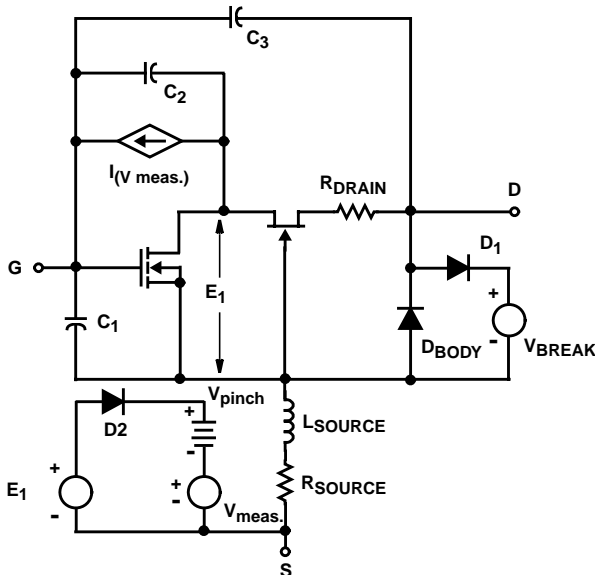 C3
C2
I(V meas.)
RDRAIN
D
D1
G
E1
+
C1
-
DBODY
VBREAK
Vpinch
LSOURCE
D2
+
-
+
RSOURCE
E1
+
-
Vmeas.
-
S